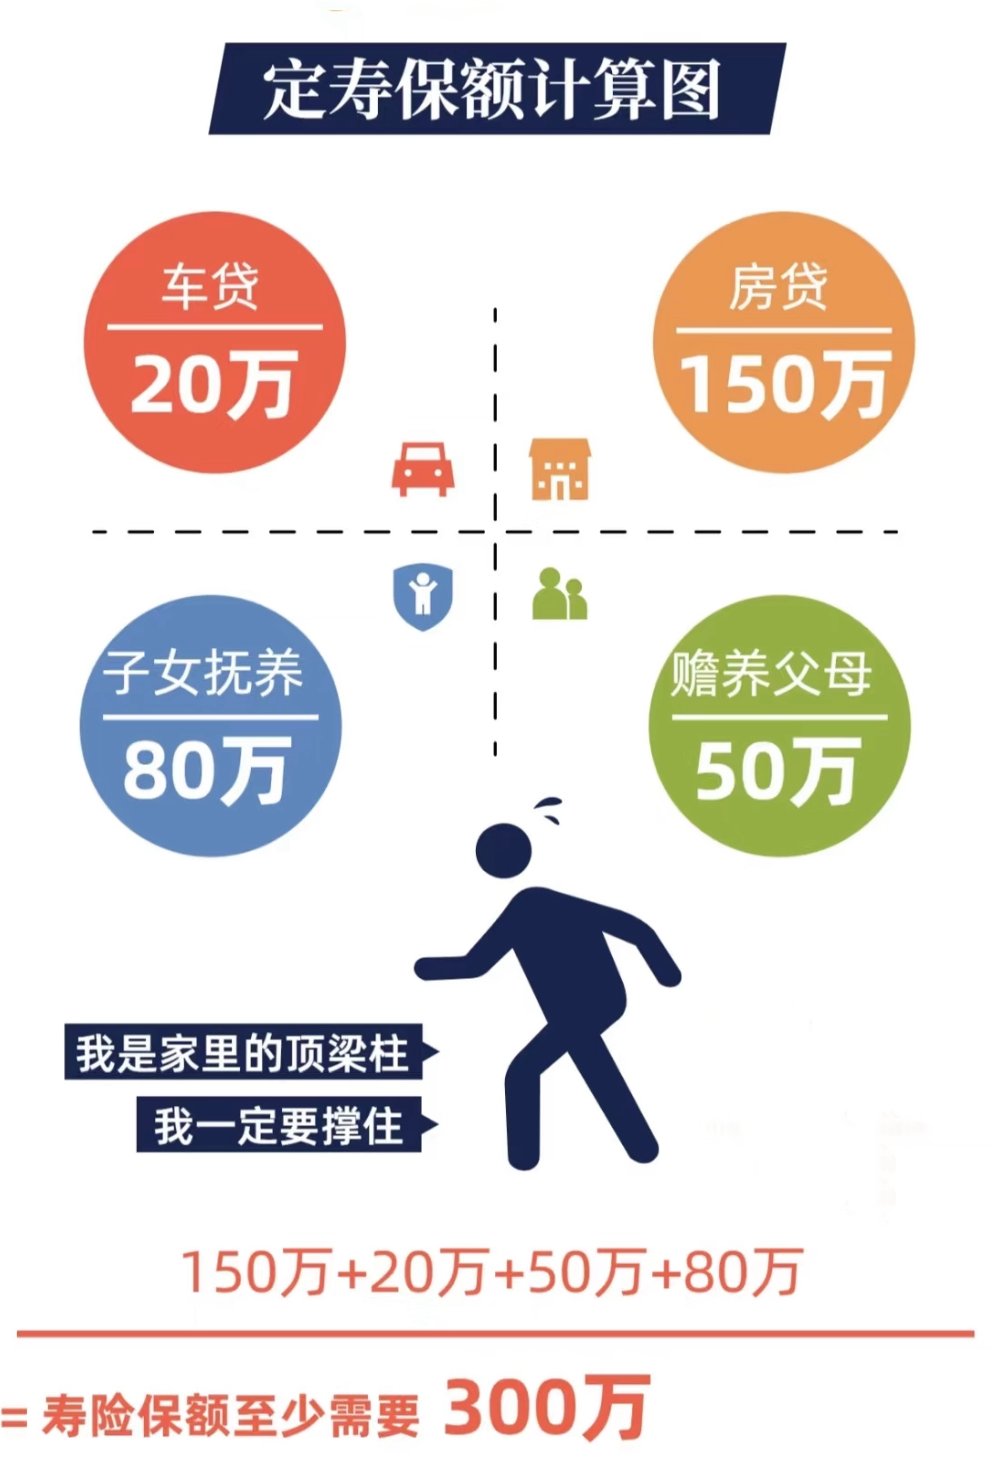 定寿保额计算图
车贷
20万
房贷
150万
子女抚养
80万
赡养父母
50万
我是家里的顶梁柱
我一定要撑住
150万+20万+50万+80万
= 寿险保额至少需要 300万